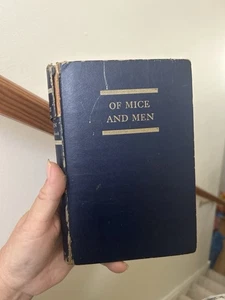 OF MICE
AND MEN